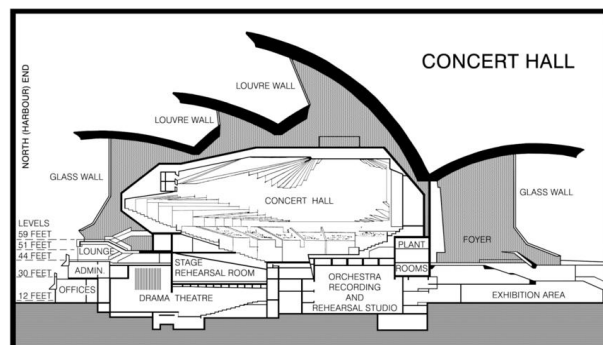 CONCERT HALL
LOUVRE WALL
LOUVRE WALL
NORTH (HARBOUR) END
GLASS WALL
GLASS WALL
CONCERT HALL
LEVELS
59 FEET
51 FEET
44 FEET
30 FEET
12 FEET
LOUNGE
ADMIN.
OFFICES
STAGE
REHEARSAL ROOM
DRAMA THEATRE
ORCHESTRA
RECORDING
AND
REHEARSAL STUDIO
PLANT
ROOMS
FOYER
EXHIBITION AREA